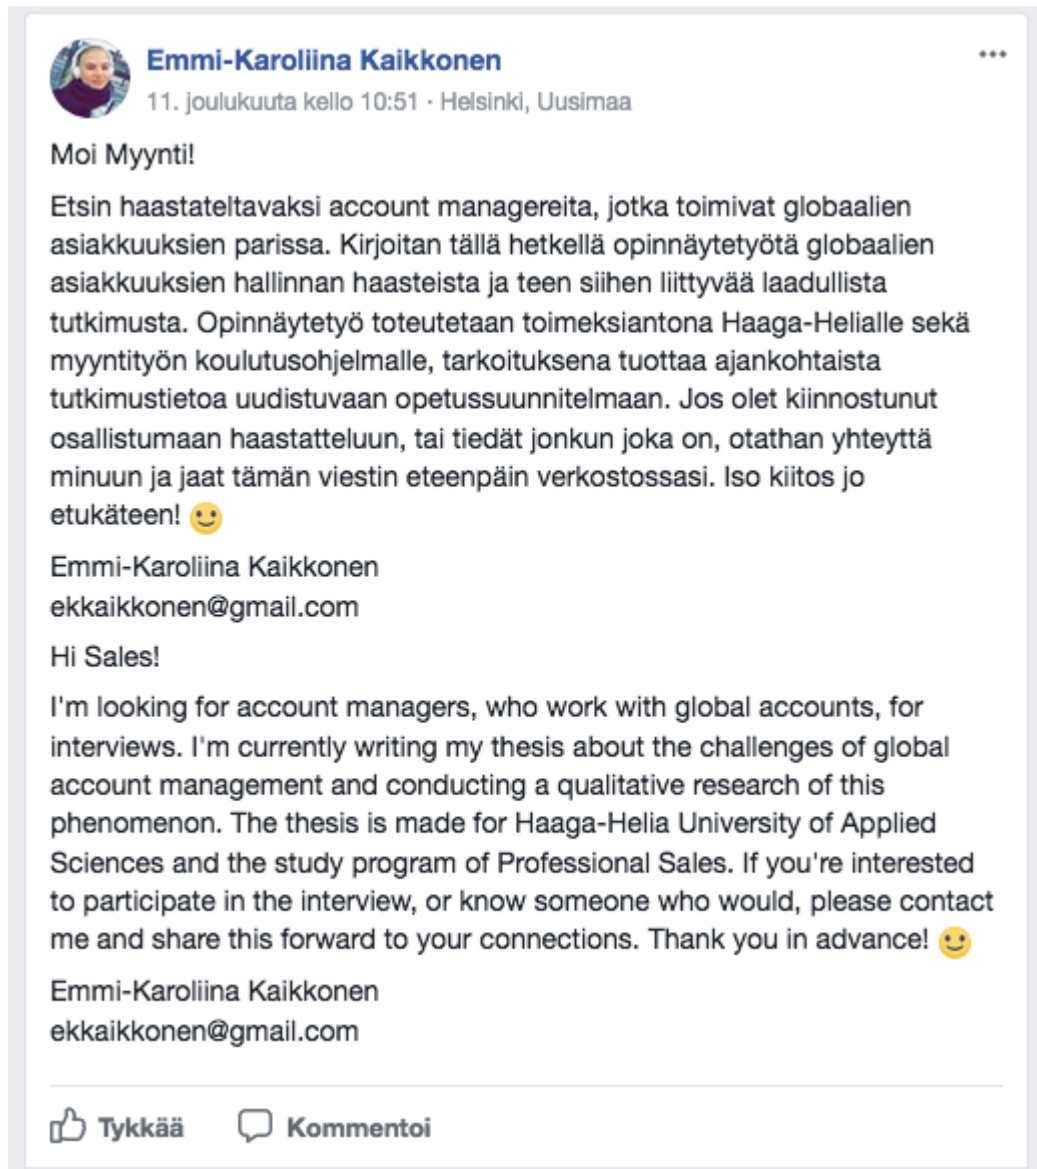 Emmi-Karoliina Kaikkonen
11. joulukuuta kello 10:51 · Helsinki, Uusimaa
Moi Myynti!
Etsin haastateltavaksi account managereita, jotka toimivat globaalien
asiakkuuksien parissa. Kirjoitan tällä hetkellä opinnäytetyötä globaalien
asiakkuuksien hallinnan haasteista ja teen siihen liittyvää laadullista
tutkimusta. Opinnäytetyö toteutetaan toimeksiantona Haaga-Helialle sekä
myyntityön koulutusohjelmalle, tarkoituksena tuottaa ajankohtaista
tutkimustietoa uudistuvaan opetussuunnitelmaan. Jos olet kiinnostunut
osallistumaan haastatteluun, tai tiedät jonkun joka on, otathan yhteyttä
minuun ja jaat tämän viestin eteenpäin verkostossasi. Iso kiitos jo
etukäteen! 🙂
Emmi-Karoliina Kaikkonen
ekkaikkonen@gmail.com
Hi Sales!
I'm looking for account managers, who work with global accounts, for
interviews. I'm currently writing my thesis about the challenges of global
account management and conducting a qualitative research of this
phenomenon. The thesis is made for Haaga-Helia University of Applied
Sciences and the study program of Professional Sales. If you're interested
to participate in the interview, or know someone who would, please contact
me and share this forward to your connections. Thank you in advance! 🙂
Emmi-Karoliina Kaikkonen
ekkaikkonen@gmail.com
Tykkää Kommentoi